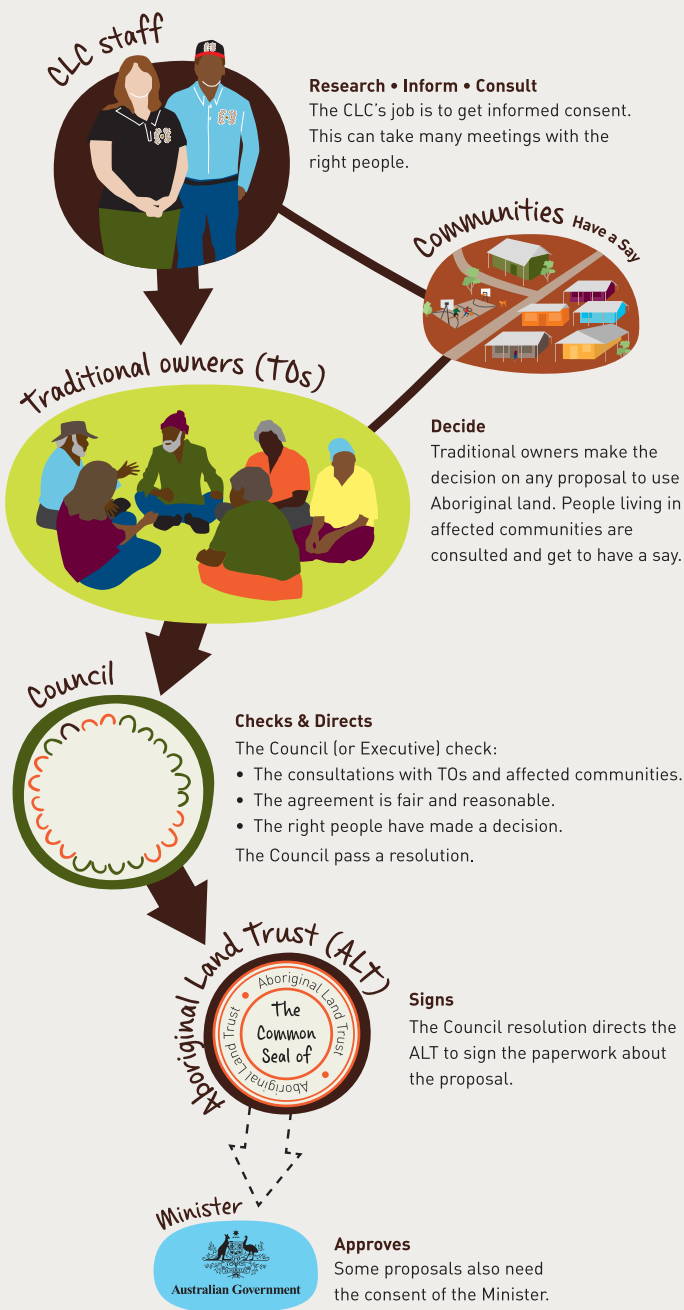 CLC staff
Research • Inform • Consult
The CLC's job is to get informed consent.
This can take many meetings with the
right people.
Communities Have a Say
Traditional owners (TOs)
Decide
Traditional owners make the
decision on any proposal to use
Aboriginal land. People living in
affected communities are
consulted and get to have a say.
Council
Checks & Directs
The Council (or Executive) check:
• The consultations with TOs and affected communities.
• The agreement is fair and reasonable.
• The right people have made a decision.
The Council pass a resolution.
Aboriginal Land Trust (ALT)
Aboriginal Land Trust • Aboriginal Land Trust •
The
Common
Seal of
Signs
The Council resolution directs the
ALT to sign the paperwork about
the proposal.
Minister
Australian Government
Approves
Some proposals also need
the consent of the Minister.